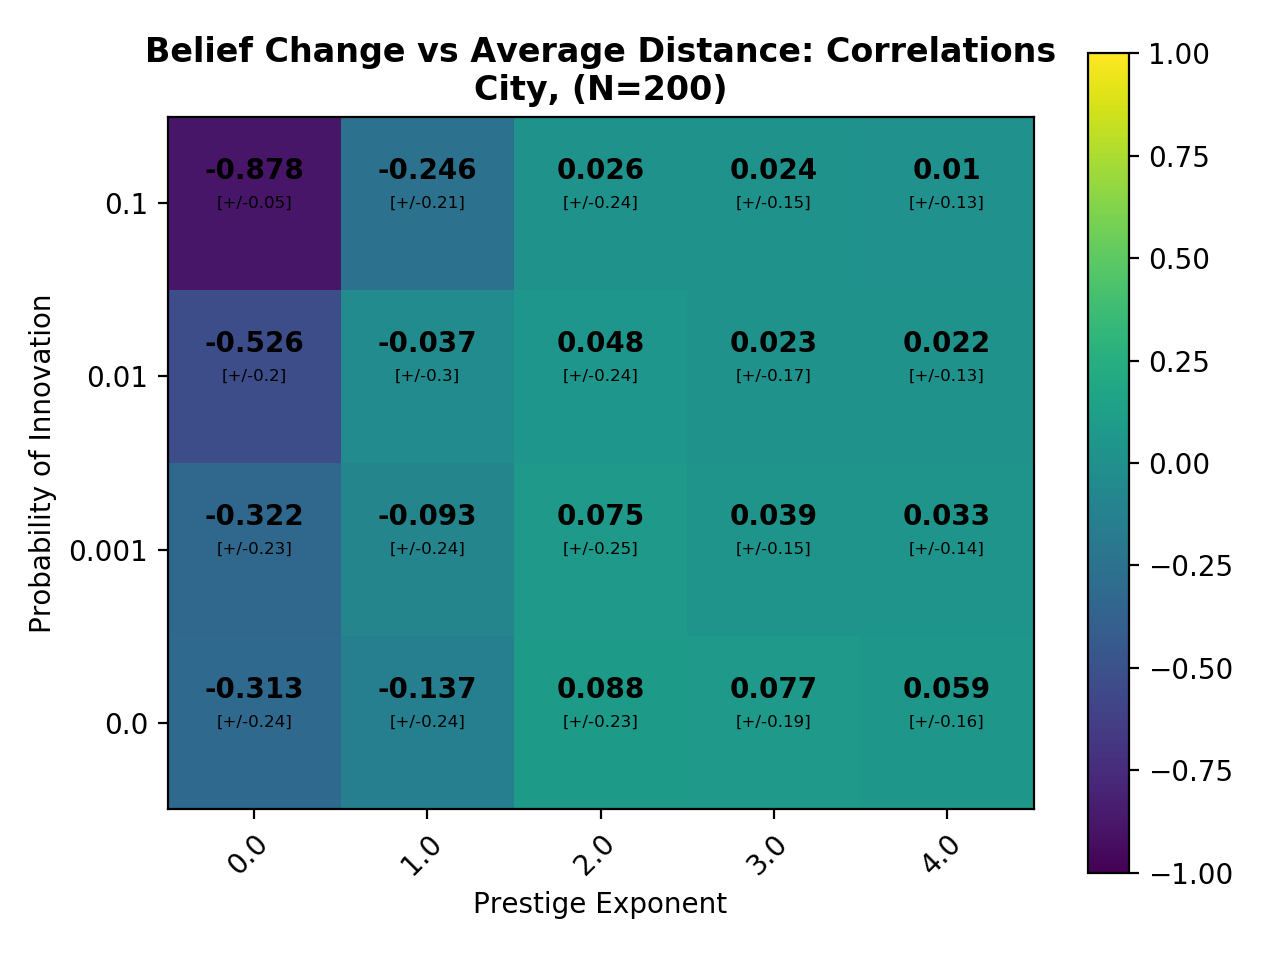 Belief Change vs Average Distance: Correlations
City, (N=200)
1.00
0.75
0.50
0.25
0.00
−0.25
−0.50
−0.75
−1.00
Probability of Innovation
0.1
-0.878 -0.246 0.026 0.024 0.01
[+/-0.05] [+/-0.21] [+/-0.24] [+/-0.15] [+/-0.13]
0.01
-0.526 -0.037 0.048 0.023 0.022
[+/-0.2] [+/-0.3] [+/-0.24] [+/-0.17] [+/-0.13]
0.001
-0.322 -0.093 0.075 0.039 0.033
[+/-0.23] [+/-0.24] [+/-0.25] [+/-0.15] [+/-0.14]
0.0
-0.313 -0.137 0.088 0.077 0.059
[+/-0.24] [+/-0.24] [+/-0.23] [+/-0.19] [+/-0.16]
0.0 1.0 2.0 3.0 4.0
Prestige Exponent